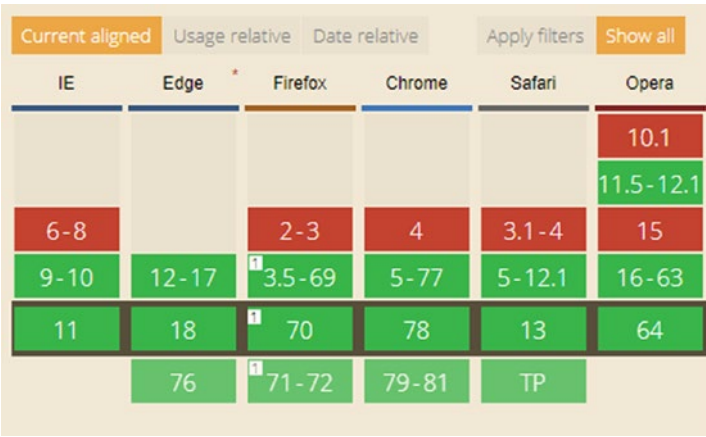 Current aligned Usage relative Date relative Apply filters Show all
IE Edge * Firefox Chrome Safari Opera
10.1
11.5-12.1
6-8 2-3 4 3.1-4 15
9-10 12-17 1 3.5-69 5-77 5-12.1 16-63
11 18 1 70 78 13 64
76 1 71-72 79-81 TP